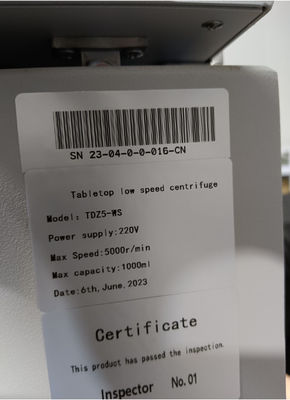 SN 23-04-0-0-016-CN
Tabletop low speed centrifuge
Model: TDZ5-WS
Power supply:220V
Max Speed:5000r/min
Max capacity:1000ml
Date:6th,June.2023
Certificate
This product has passed the inspection.
Inspector No.01